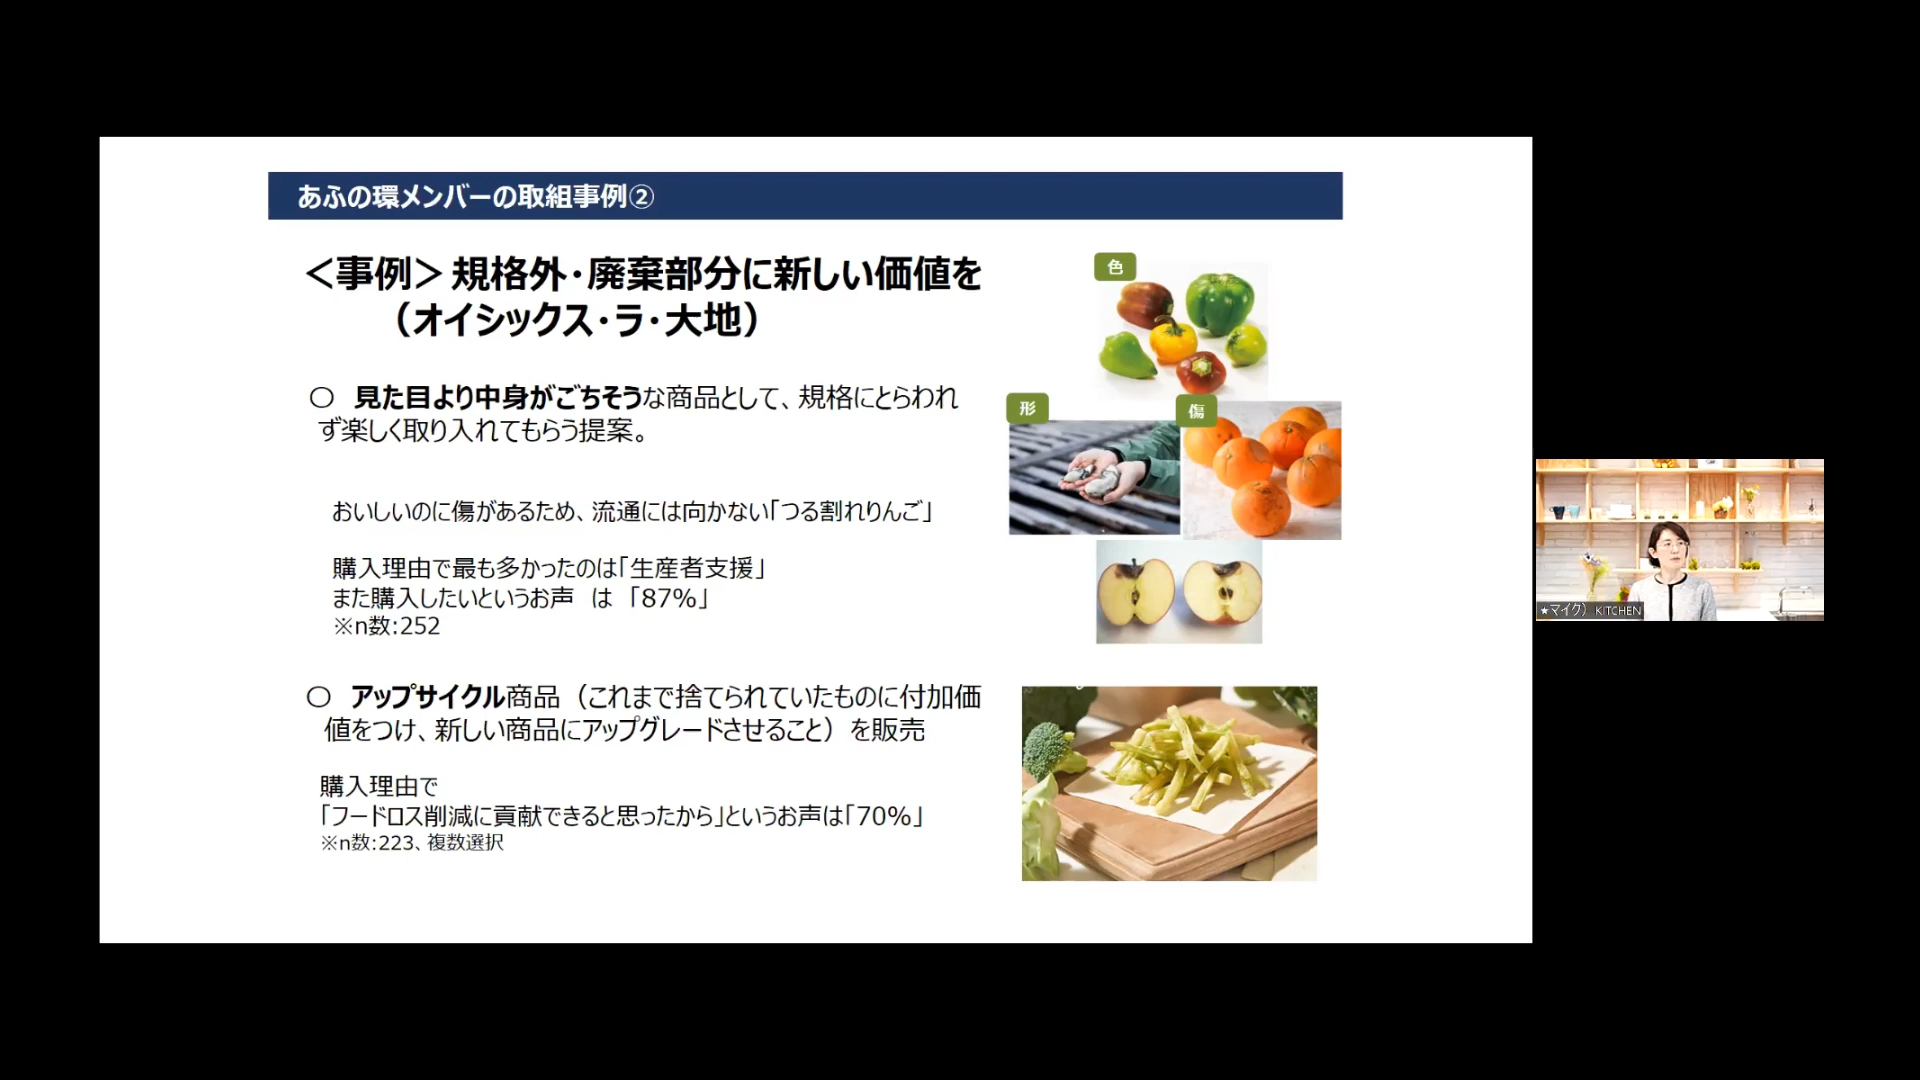 あふの環メンバーの取組事例②
＜事例＞規格外・廃棄部分に新しい価値を
（オイシックス・ラ・大地）
色
〇　見た目より中身がごちそうな商品として、規格にとらわれ
ず楽しく取り入れてもらう提案。
形
傷
おいしいのに傷があるため、流通には向かない「つる割れりんご」
購入理由で最も多かったのは「生産者支援」
また購入したいというお声　は　「87%」
※n数:252
〇　アップサイクル商品（これまで捨てられていたものに付加価
値をつけ、新しい商品にアップグレードさせること）を販売
購入理由で
「フードロス削減に貢献できると思ったから」というお声は「70%」
※n数:223、複数選択
★マイク） KITCHEN